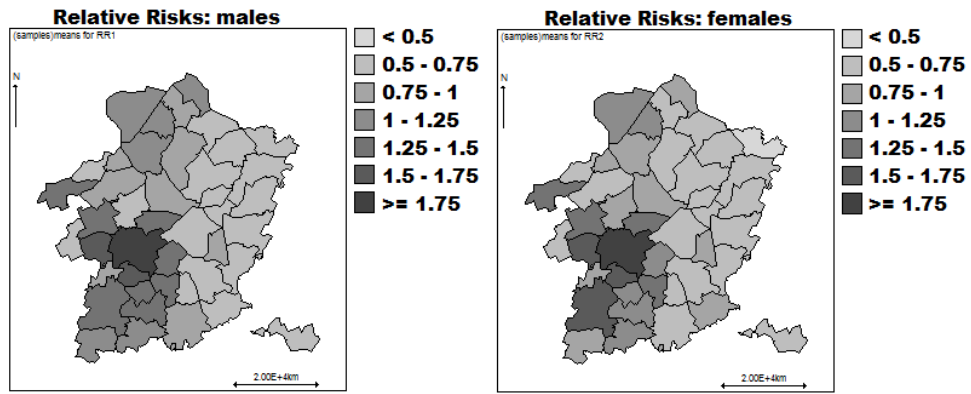 Relative Risks: males
(samples)means for RR1
N
2.00E+4km
< 0.5
0.5 - 0.75
0.75 - 1
1 - 1.25
1.25 - 1.5
1.5 - 1.75
>= 1.75
Relative Risks: females
(samples)means for RR2
N
2.00E+4km
< 0.5
0.5 - 0.75
0.75 - 1
1 - 1.25
1.25 - 1.5
1.5 - 1.75
>= 1.75